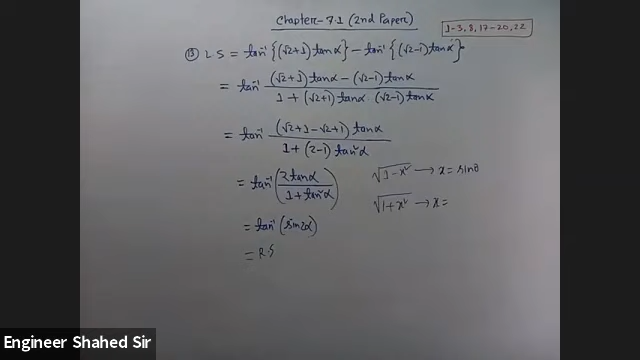 Chapter-7.1 (2nd Paper)
1-3, 8, 17-20, 22
(13) L S = tan⁻¹ {(√2+1) tanα} - tan⁻¹ {(√2-1) tanα}
= tan⁻¹ (√2+1) tanα - (√2-1) tanα
1 + (√2+1) tanα (√2-1) tanα
= tan⁻¹ (√2+1-√2+1) tanα
1 + (2-1) tan²α
= tan⁻¹ (2tanα / 1+tan²α)
√1-x² → x = sinθ
√1+x² → x =
= tan⁻¹ (sin2α)
= R.S
Engineer Shahed Sir